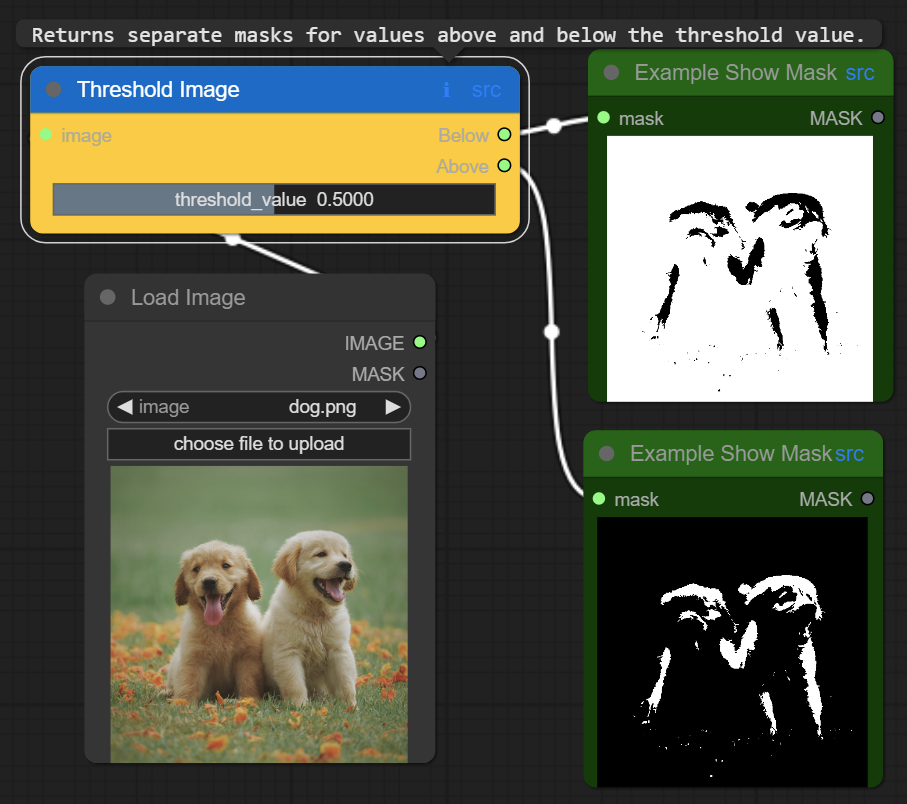 Returns separate masks for values above and below the threshold value.
Threshold Image i src
image Below
Above
threshold_value 0.5000
Load Image
IMAGE
MASK
image dog.png
choose file to upload
Example Show Mask src
mask MASK
Example Show Mask src
mask MASK